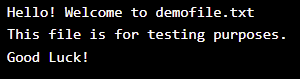 Hello! Welcome to demofile.txt
This file is for testing purposes.
Good Luck!